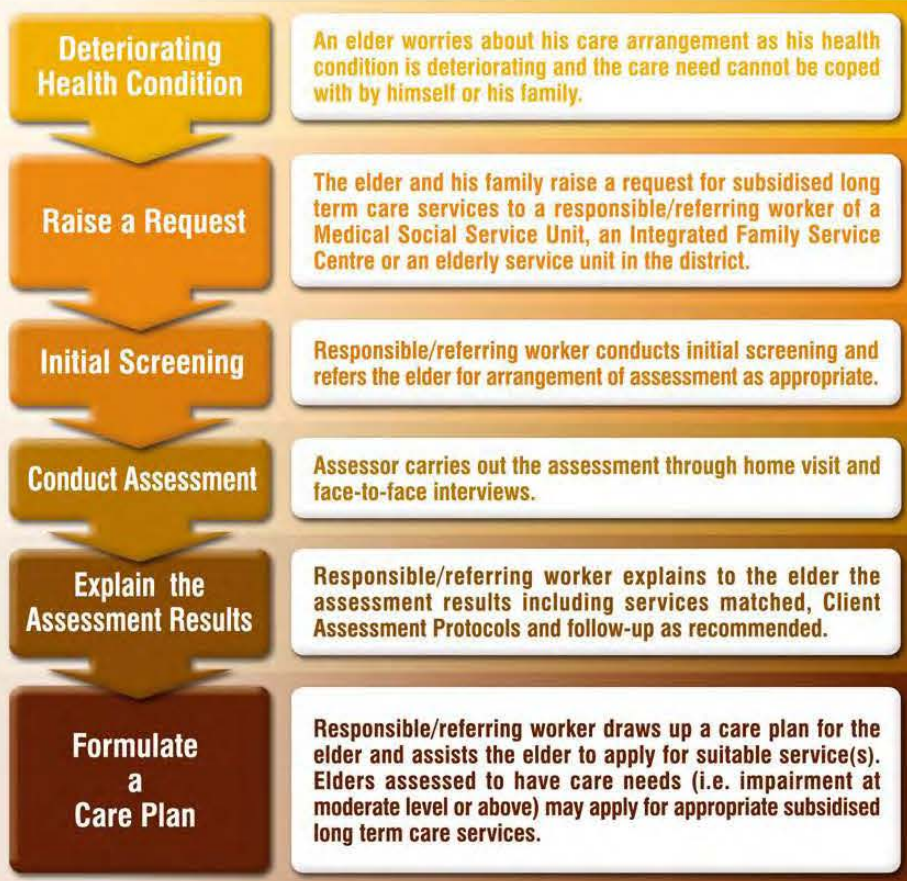 Deteriorating
Health Condition
An elder worries about his care arrangement as his health
condition is deteriorating and the care need cannot be coped
with by himself or his family.
Raise a Request
The elder and his family raise a request for subsidised long
term care services to a responsible/referring worker of a
Medical Social Service Unit, an Integrated Family Service
Centre or an elderly service unit in the district.
Initial Screening
Responsible/referring worker conducts initial screening and
refers the elder for arrangement of assessment as appropriate.
Conduct Assessment
Assessor carries out the assessment through home visit and
face-to-face interviews.
Explain the
Assessment Results
Responsible/referring worker explains to the elder the
assessment results including services matched, Client
Assessment Protocols and follow-up as recommended.
Formulate
a
Care Plan
Responsible/referring worker draws up a care plan for the
elder and assists the elder to apply for suitable service(s).
Elders assessed to have care needs (i.e. impairment at
moderate level or above) may apply for appropriate subsidised
long term care services.